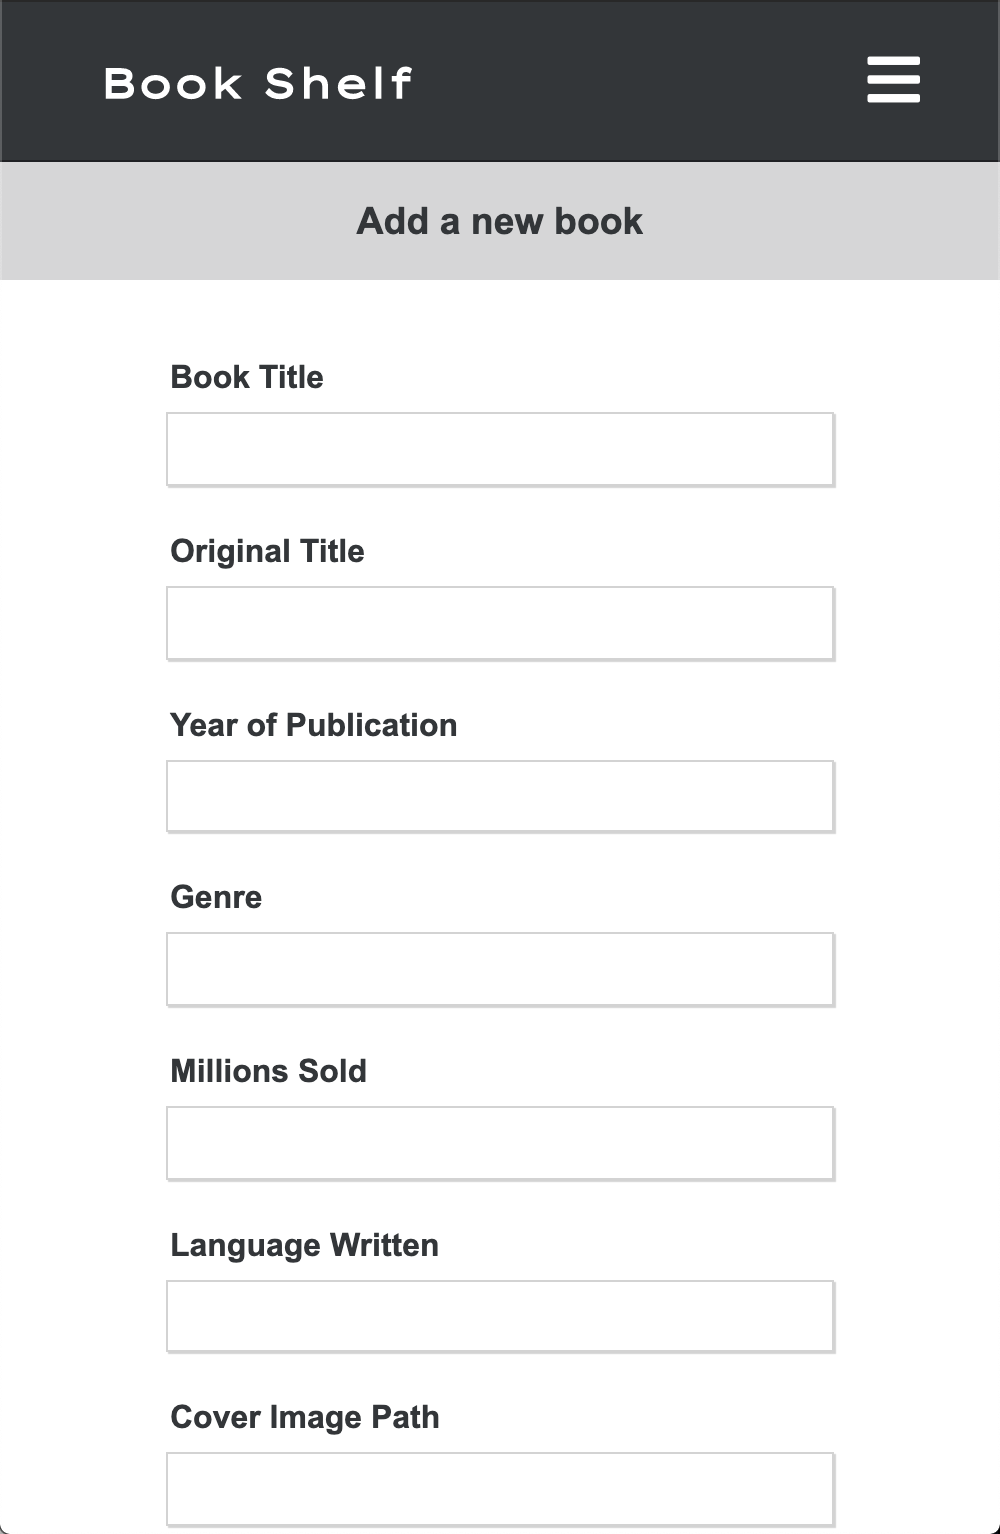 Book Shelf
Add a new book
Book Title
Original Title
Year of Publication
Genre
Millions Sold
Language Written
Cover Image Path